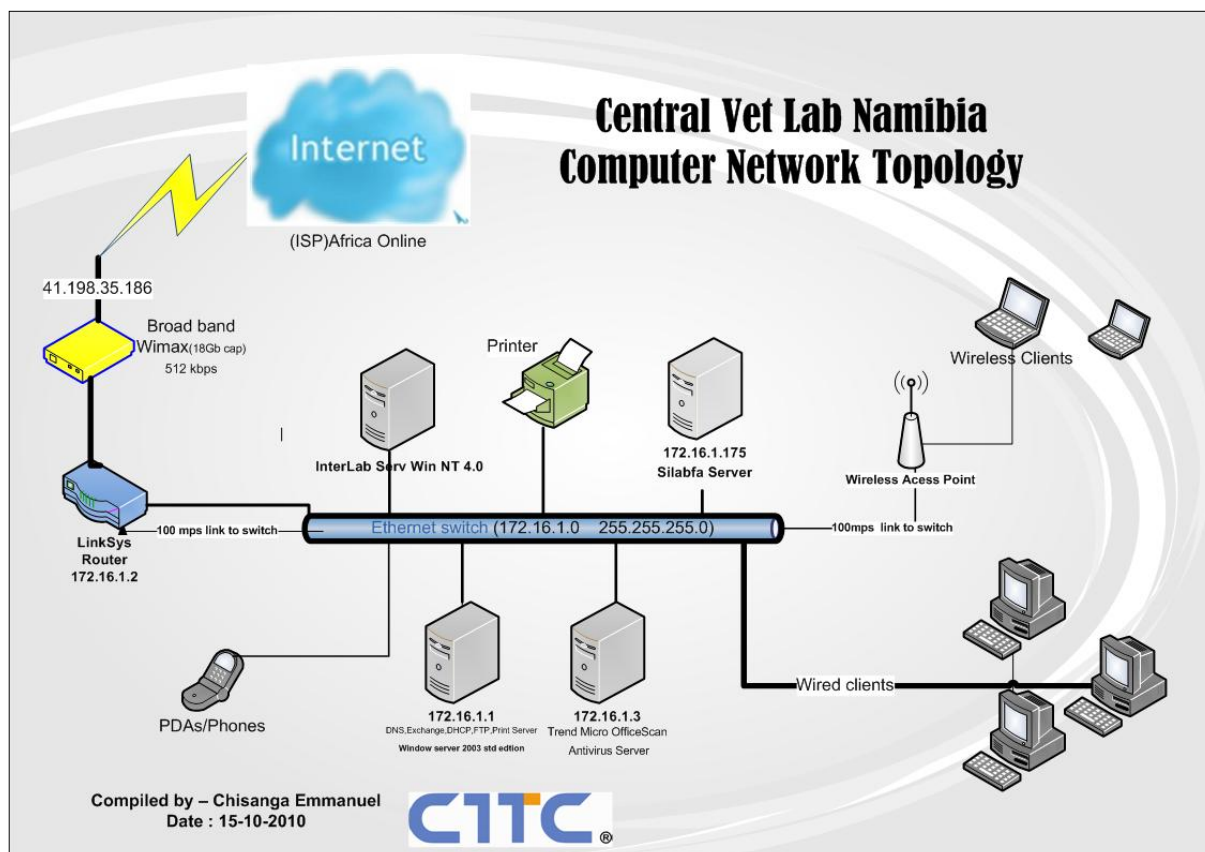 Central Vet Lab Namibia
Computer Network Topology
Internet
(ISP)Africa Online
41.198.35.186
Broad band
Wimax(18Gb cap)
512 kbps
Printer
Wireless Clients
InterLab Serv Win NT 4.0
172.16.1.175
Silabfa Server
Wireless Acess Point
Ethernet switch (172.16.1.0 255.255.255.0)
100 mps link to switch
100mps link to switch
LinkSys
Router
172.16.1.2
PDAs/Phones
172.16.1.1
DNS,Exchange,DHCP,FTP,Print Server
Window server 2003 std edtion
172.16.1.3
Trend Micro OfficeScan
Antivirus Server
Wired clients
Compiled by – Chisanga Emmanuel
Date : 15-10-2010
C1TC ®